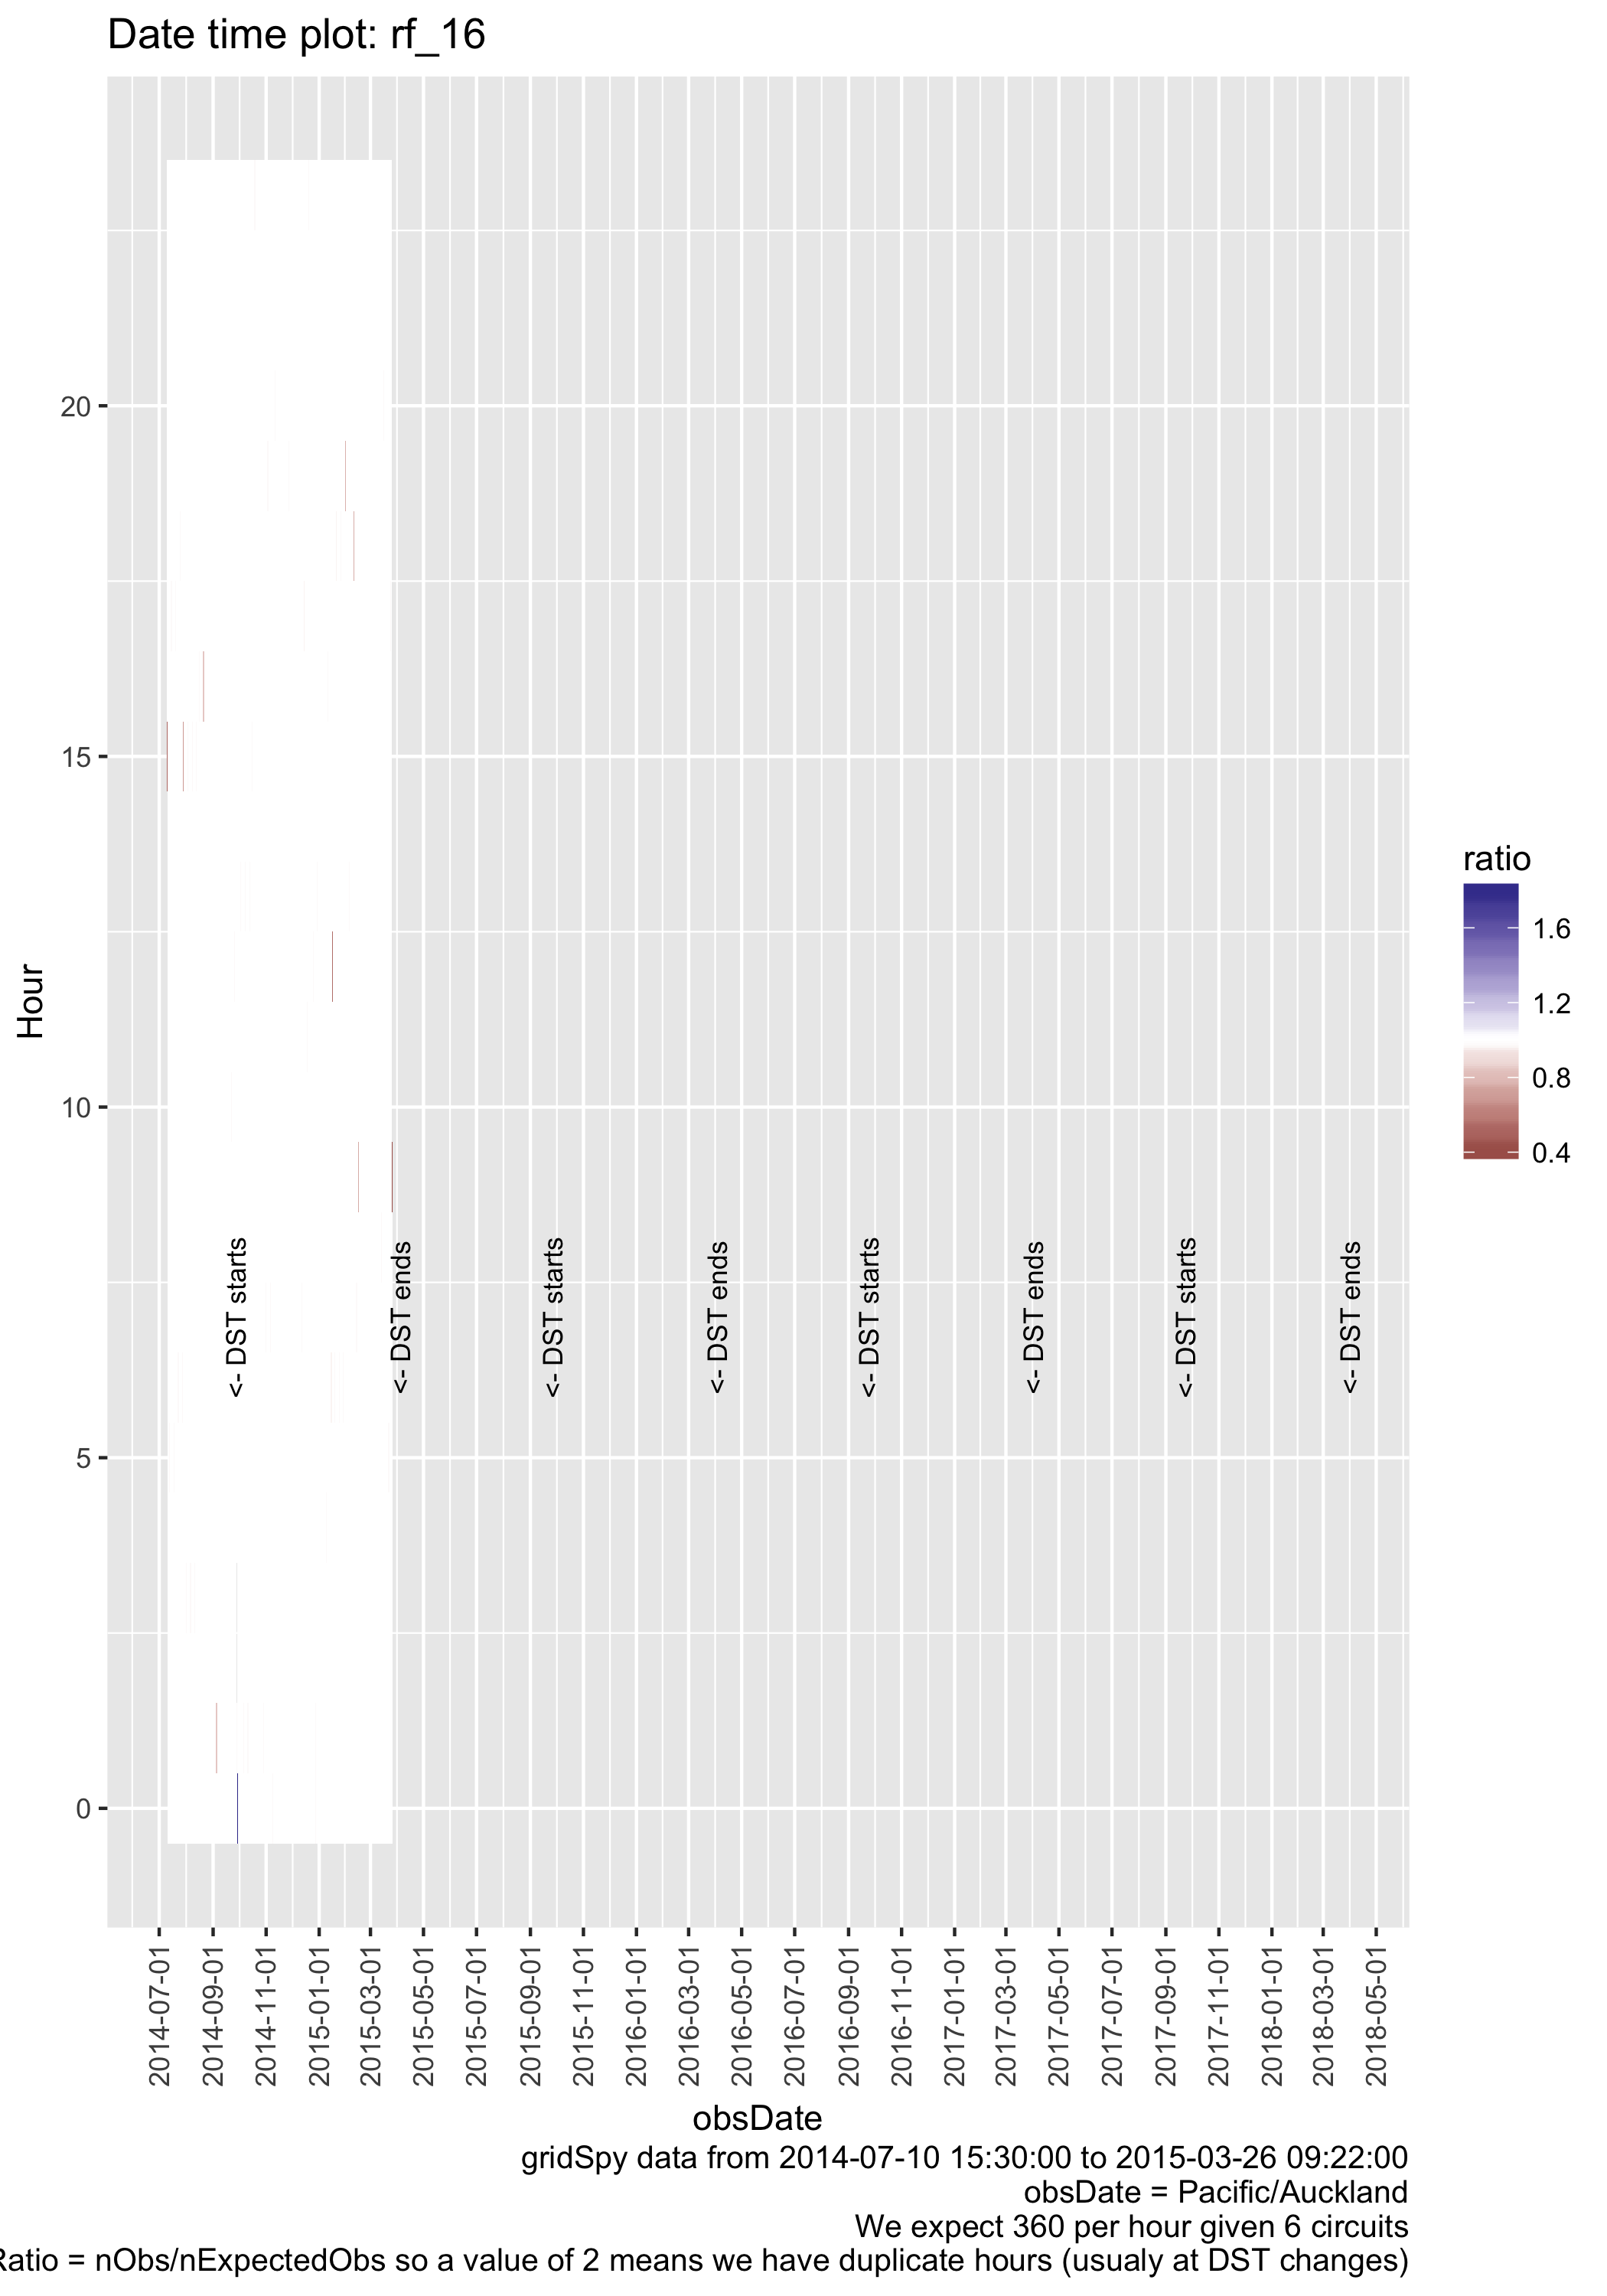 Date time plot: rf_16
Hour
20
15
10
5
0
<- DST starts
<- DST ends
<- DST starts
<- DST ends
<- DST starts
<- DST ends
<- DST starts
<- DST ends
ratio
1.6
1.2
0.8
0.4
2014-07-01
2014-09-01
2014-11-01
2015-01-01
2015-03-01
2015-05-01
2015-07-01
2015-09-01
2015-11-01
2016-01-01
2016-03-01
2016-05-01
2016-07-01
2016-09-01
2016-11-01
2017-01-01
2017-03-01
2017-05-01
2017-07-01
2017-09-01
2017-11-01
2018-01-01
2018-03-01
2018-05-01
obsDate
gridSpy data from 2014-07-10 15:30:00 to 2015-03-26 09:22:00
obsDate = Pacific/Auckland
We expect 360 per hour given 6 circuits
Ratio = nObs/nExpectedObs so a value of 2 means we have duplicate hours (usualy at DST changes)